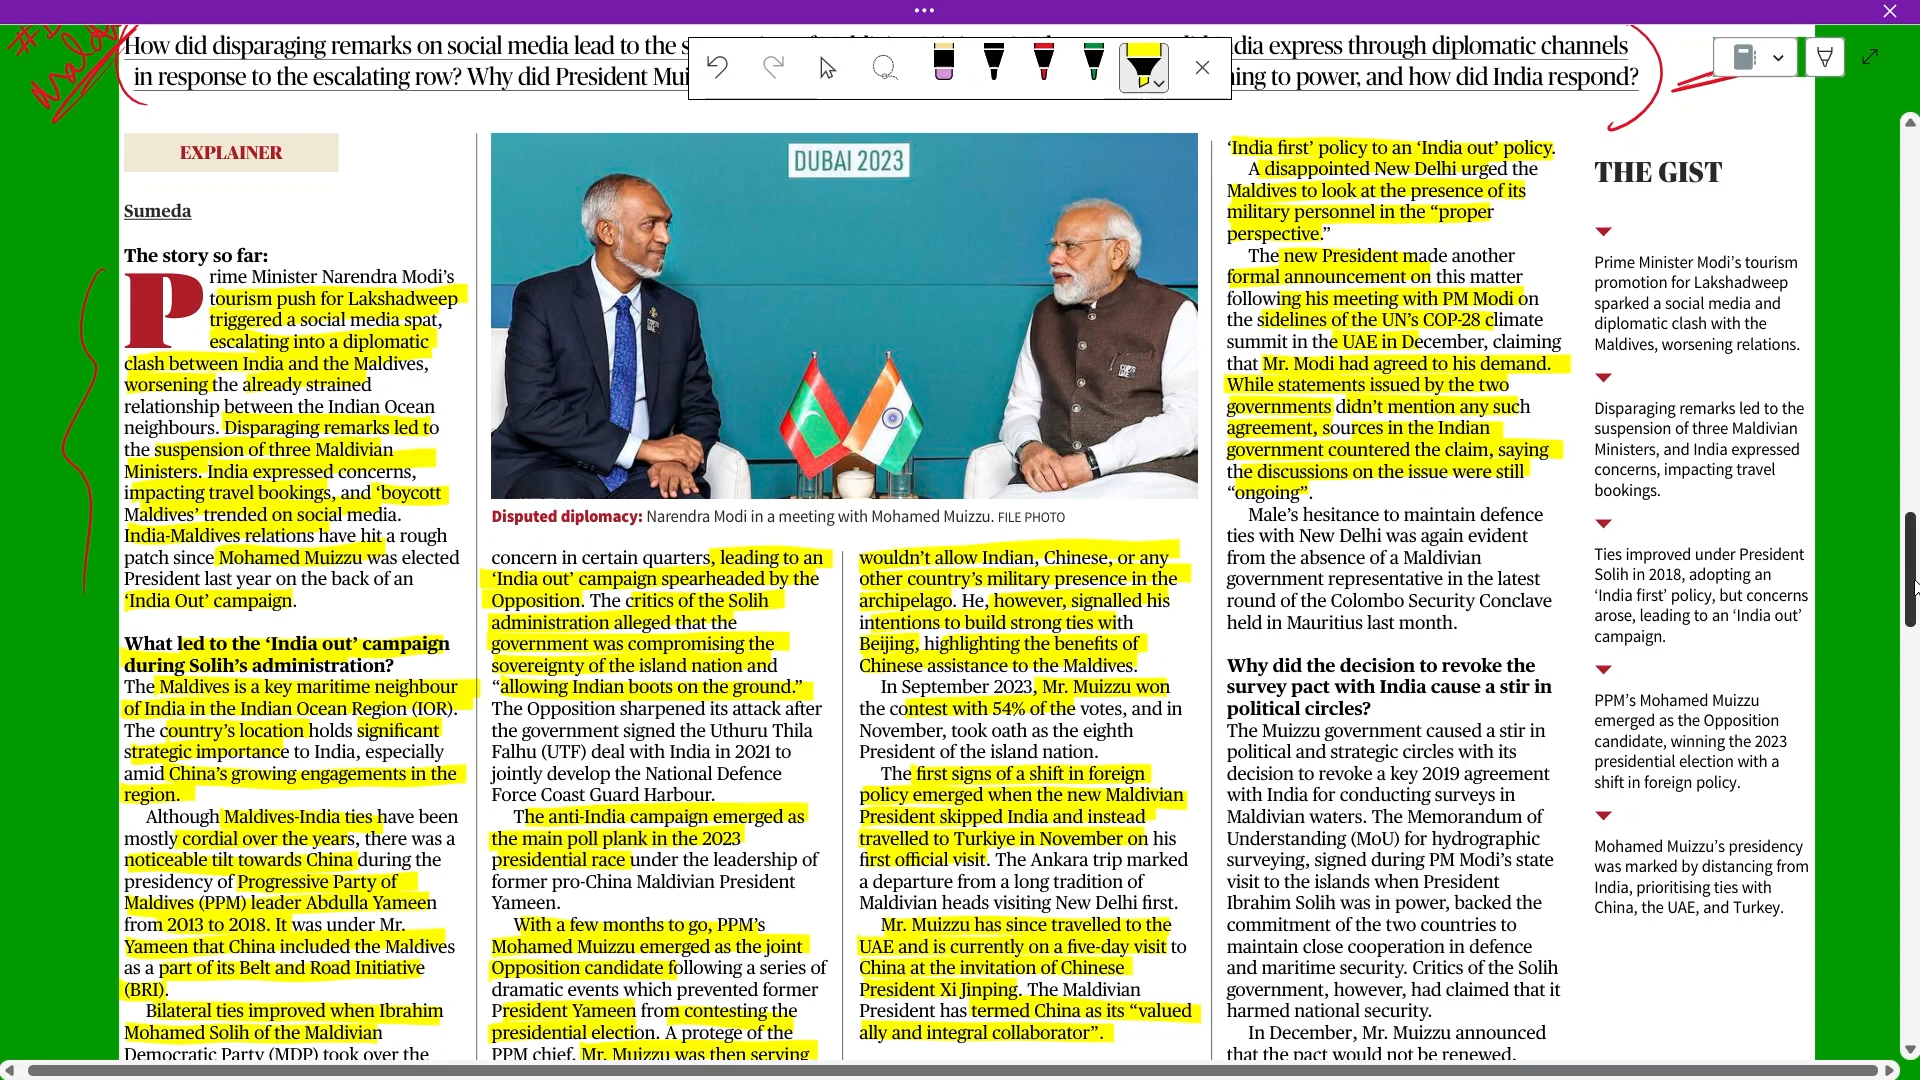 How did disparaging remarks on social media lead to the
dia express through diplomatic channels
in response to the escalating row? Why did President
ing to power, and how did India respond?
EXPLAINER
Sumeda
The story so far:
Prime Minister Narendra Modi’s
tourism push for Lakshadweep
triggered a social media spat,
escalating into a diplomatic
clash between India and the Maldives,
worsening the already strained
relationship between the Indian Ocean
neighbours. Disparaging remarks led to
the suspension of three Maldivian
Ministers. India expressed concerns,
impacting travel bookings, and ‘boycott
Maldives’ trended on social media.
India-Maldives relations have hit a rough
patch since Mohamed Muizzu was elected
President last year on the back of an
‘India Out’ campaign.
What led to the ‘India out’ campaign
during Solih’s administration?
The Maldives is a key maritime neighbour
of India in the Indian Ocean Region (IOR).
The country’s location holds significant
strategic importance to India, especially
amid China’s growing engagements in the
region.
Although Maldives-India ties have been
mostly cordial over the years, there was a
noticeable tilt towards China during the
presidency of Progressive Party of
Maldives (PPM) leader Abdulla Yameen
from 2013 to 2018. It was under Mr.
Yameen that China included the Maldives
as a part of its Belt and Road Initiative
(BRI).
Bilateral ties improved when Ibrahim
Mohamed Solih of the Maldivian
Democratic Party (MDP) took over the
DUBAI 2023
Disputed diplomacy: Narendra Modi in a meeting with Mohamed Muizzu. FILE PHOTO
concern in certain quarters, leading to an
‘India out’ campaign spearheaded by the
Opposition. The critics of the Solih
administration alleged that the
government was compromising the
sovereignty of the island nation and
“allowing Indian boots on the ground.”
The Opposition sharpened its attack after
the government signed the Uthuru Thila
Falhu (UTF) deal with India in 2021 to
jointly develop the National Defence
Force Coast Guard Harbour.
The anti-India campaign emerged as
the main poll plank in the 2023
presidential race under the leadership of
former pro-China Maldivian President
Yameen.
With a few months to go, PPM’s
Mohamed Muizzu emerged as the joint
Opposition candidate following a series of
dramatic events which prevented former
President Yameen from contesting the
presidential election. A protege of the
PPM chief, Mr. Muizzu was then serving
wouldn’t allow Indian, Chinese, or any
other country’s military presence in the
archipelago. He, however, signalled his
intentions to build strong ties with
Beijing, highlighting the benefits of
Chinese assistance to the Maldives.
In September 2023, Mr. Muizzu won
the contest with 54% of the votes, and in
November, took oath as the eighth
President of the island nation.
The first signs of a shift in foreign
policy emerged when the new Maldivian
President skipped India and instead
travelled to Turkiye in November on his
first official visit. The Ankara trip marked
a departure from a long tradition of
Maldivian heads visiting New Delhi first.
Mr. Muizzu has since travelled to the
UAE and is currently on a five-day visit to
China at the invitation of Chinese
President Xi Jinping. The Maldivian
President has termed China as its “valued
ally and integral collaborator”.
‘India first’ policy to an ‘India out’ policy.
A disappointed New Delhi urged the
Maldives to look at the presence of its
military personnel in the “proper
perspective.”
The new President made another
formal announcement on this matter
following his meeting with PM Modi on
the sidelines of the UN’s COP-28 climate
summit in the UAE in December, claiming
that Mr. Modi had agreed to his demand.
While statements issued by the two
governments didn’t mention any such
agreement, sources in the Indian
government countered the claim, saying
the discussions on the issue were still
“ongoing”.
Male’s hesitance to maintain defence
ties with New Delhi was again evident
from the absence of a Maldivian
government representative in the latest
round of the Colombo Security Conclave
held in Mauritius last month.
Why did the decision to revoke the
survey pact with India cause a stir in
political circles?
The Muizzu government caused a stir in
political and strategic circles with its
decision to revoke a key 2019 agreement
with India for conducting surveys in
Maldivian waters. The Memorandum of
Understanding (MoU) for hydrographic
surveying, signed during PM Modi’s state
visit to the islands when President
Ibrahim Solih was in power, backed the
commitment of the two countries to
maintain close cooperation in defence
and maritime security. Critics of the Solih
government, however, had claimed that it
harmed national security.
In December, Mr. Muizzu announced
that the pact would not be renewed.
THE GIST
Prime Minister Modi’s tourism
promotion for Lakshadweep
sparked a social media and
diplomatic clash with the
Maldives, worsening relations.
Disparaging remarks led to the
suspension of three Maldivian
Ministers, and India expressed
concerns, impacting travel
bookings.
Ties improved under President
Solih in 2018, adopting an
‘India first’ policy, but concerns
arose, leading to an ‘India out’
campaign.
PPM’s Mohamed Muizzu
emerged as the Opposition
candidate, winning the 2023
presidential election with a
shift in foreign policy.
Mohamed Muizzu’s presidency
was marked by distancing from
India, prioritising ties with
China, the UAE, and Turkey.